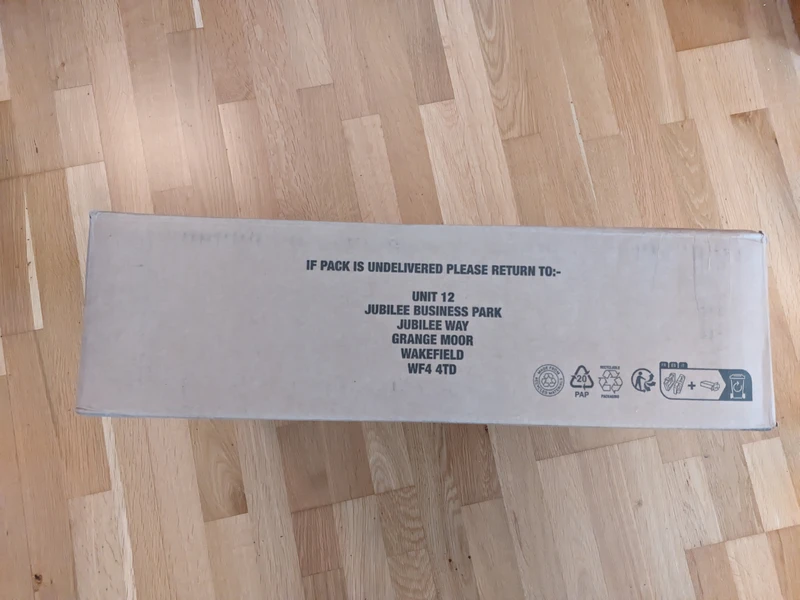 IF PACK IS UNDELIVERED PLEASE RETURN TO:-
UNIT 12
JUBILEE BUSINESS PARK
JUBILEE WAY
GRANGE MOOR
WAKEFIELD
WF4 4TD
20
PAP
+